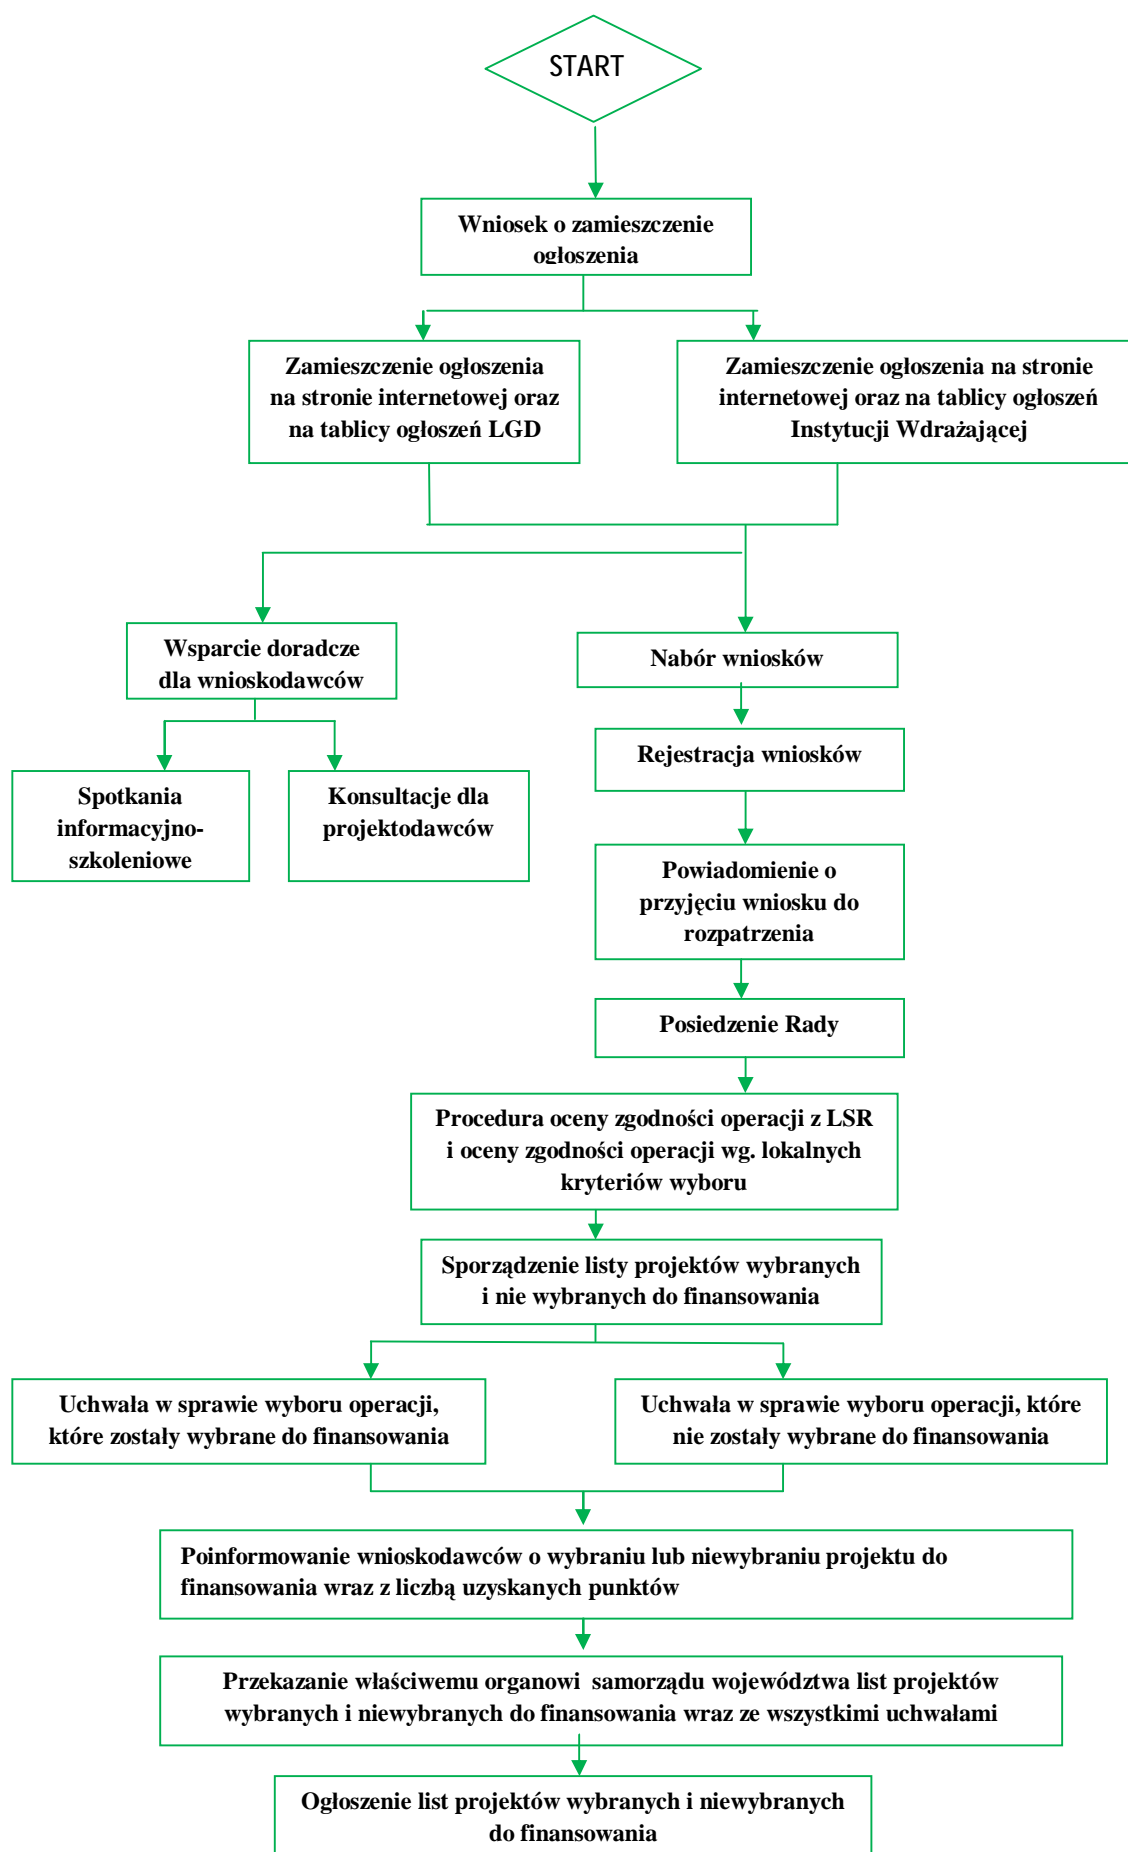 START
Wniosek o zamieszczenie
ogłoszenia
Zamieszczenie ogłoszenia
na stronie internetowej oraz
na tablicy ogłoszeń LGD
Zamieszczenie ogłoszenia na stronie
internetowej oraz na tablicy ogłoszeń
Instytucji Wdrażającej
Wsparcie doradcze
dla wnioskodawców
Nabór wniosków
Rejestracja wniosków
Spotkania
informacyjno-
szkoleniowe
Konsultacje dla
projektodawców
Powiadomienie o
przyjęciu wniosku do
rozpatrzenia
Posiedzenie Rady
Procedura oceny zgodności operacji z LSR
i oceny zgodności operacji wg. lokalnych
kryteriów wyboru
Sporządzenie listy projektów wybranych
i nie wybranych do finansowania
Uchwała w sprawie wyboru operacji,
które zostały wybrane do finansowania
Uchwała w sprawie wyboru operacji, które
nie zostały wybrane do finansowania
Poinformowanie wnioskodawców o wybraniu lub niewybraniu projektu do
finansowania wraz z liczbą uzyskanych punktów
Przekazanie właściwemu organowi  samorządu województwa list projektów
wybranych i niewybranych do finansowania wraz ze wszystkimi uchwałami
Ogłoszenie list projektów wybranych i niewybranych
do finansowania